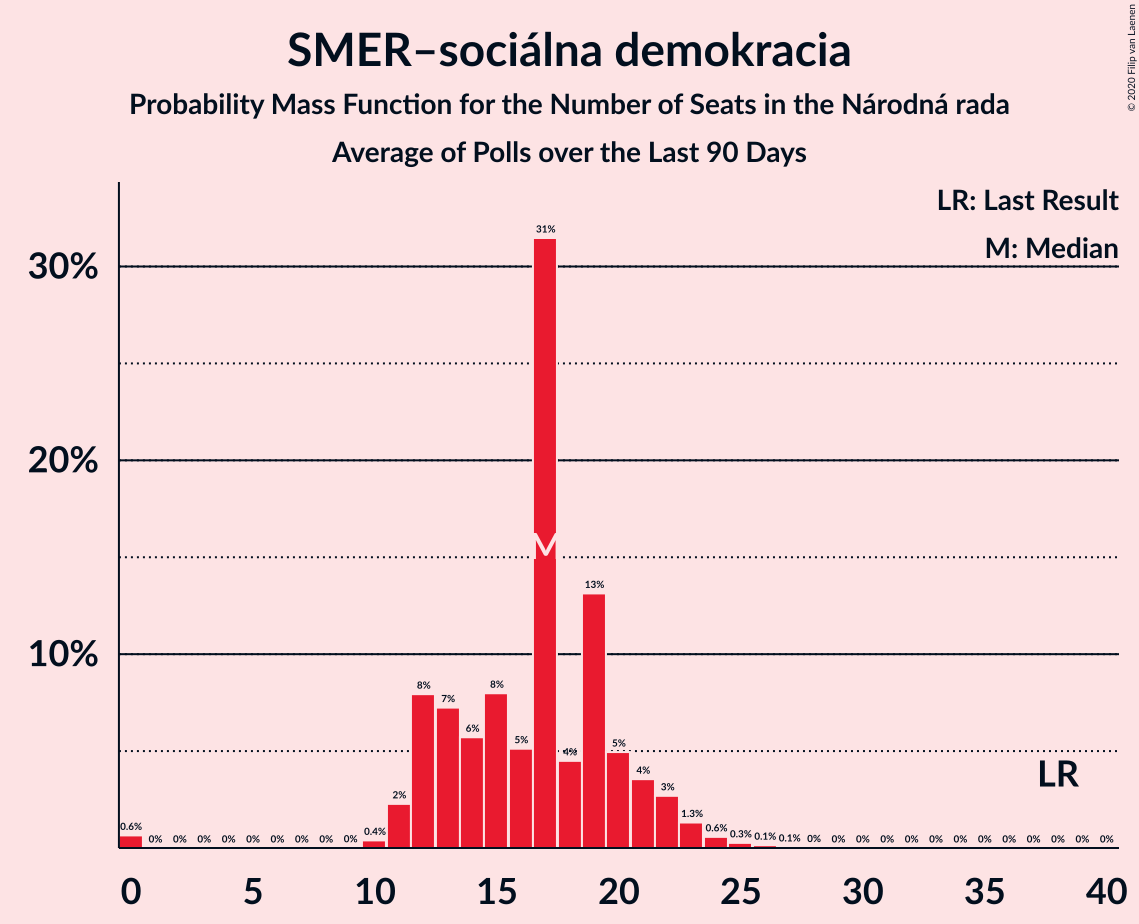 SMER–sociálna demokracia
Probability Mass Function for the Number of Seats in the Národná rada
Average of Polls over the Last 90 Days
© 2020 Filip van Laenen
LR: Last Result
M: Median
30%
20%
10%
0.6% 0% 0% 0% 0% 0% 0% 0% 0% 0% 0.4% 2% 8% 7% 6% 8% 5% 31% 4% 13% 5% 4% 3% 1.3% 0.6% 0.3% 0.1% 0.1% 0% 0% 0% 0% 0% 0% 0% 0% 0% 0% 0% 0% 0%
M
LR
0 5 10 15 20 25 30 35 40